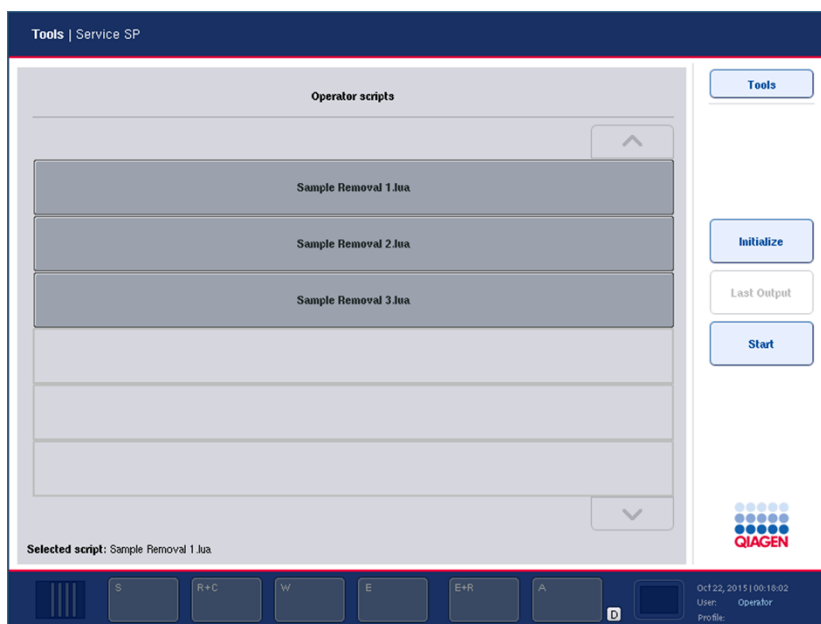 Tools | Service SP
Operator scripts
Tools
Sample Removal 1.lua
Sample Removal 2.lua
Initialize
Sample Removal 3.lua
Last Output
Start
Selected script: Sample Removal 1.lua
QIAGEN
S
R+C
W
E
E+R
A
D
Oct 22, 2015 | 00:18:02
User: Operator
Profile: